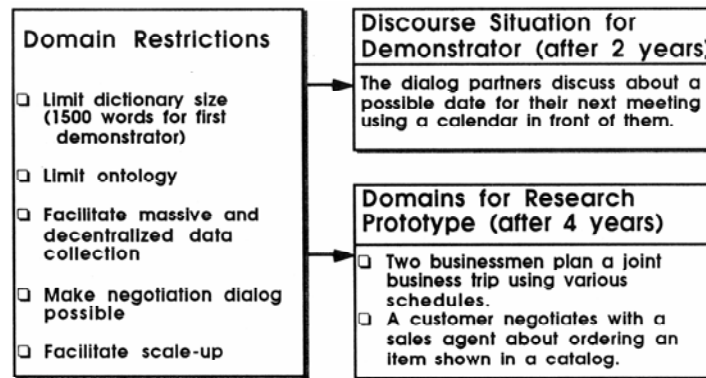 Domain Restrictions
❑ Limit dictionary size
(1500 words for first
demonstrator)
❑ Limit ontology
❑ Facilitate massive and
decentralized data
collection
❑ Make negotiation dialog
possible
❑ Facilitate scale-up
Discourse Situation for
Demonstrator (after 2 years)
The dialog partners discuss about a
possible date for their next meeting
using a calendar in front of them.
Domains for Research
Prototype (after 4 years)
❑ Two businessmen plan a joint
business trip using various
schedules.
❑ A customer negotiates with a
sales agent about ordering an
item shown in a catalog.